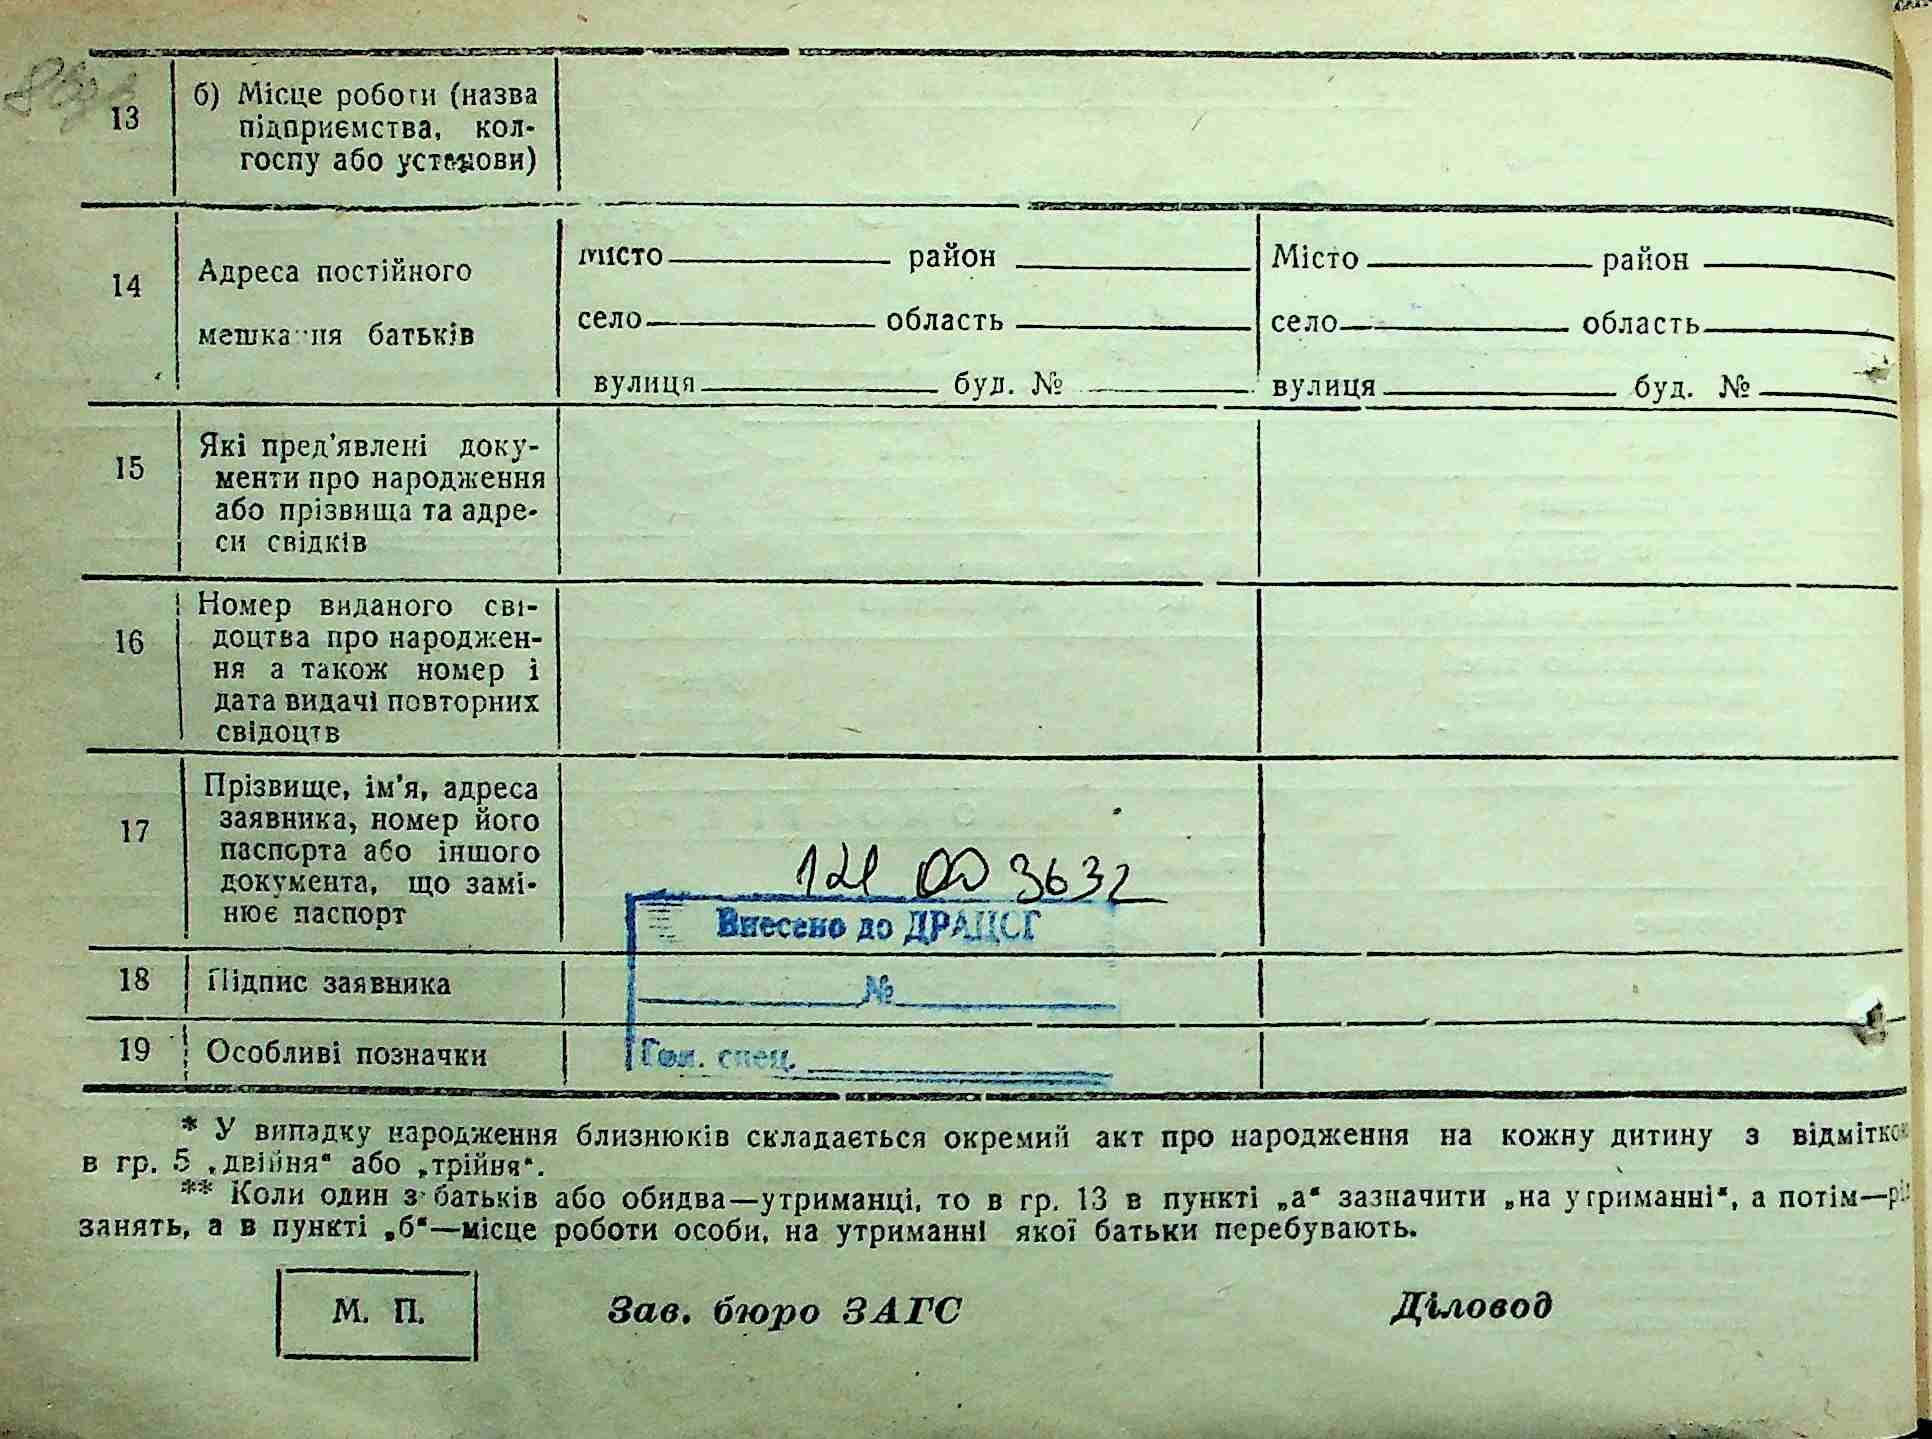 13
б) Місце роботи (назва
підприємства, кол-
госпу або установи)
14
Адреса постійного
мешкання батьків
місто район
село область
вулиця буд. №
Місто район
село область
вулиця буд. №
15
Які пред'явлені доку-
менти про народження
або прізвища та адре-
си свідків
16
Номер виданого сві-
доцтва про народжен-
ня а також номер і
дата видачі повторних
свідоцтв
17
Прізвище, ім'я, адреса
заявника, номер його
паспорта або іншого
документа, що замі-
нює паспорт
3632
Внесено до ДРАЦСГ
№
Гол. спец.
18
Підпис заявника
19
Особливі позначки
* У випадку народження близнюків складається окремий акт про народження на кожну дитину з відмітко
в гр. 5 „двійня“ або „трійня“.
** Коли один з батьків або обидва—утриманці, то в гр. 13 в пункті „а“ зазначити „на утриманні“, а потім—рі
занять, а в пункті „б“—місце роботи особи, на утриманні якої батьки перебувають.
М. П.
Зав. бюро ЗАГС
Діловод